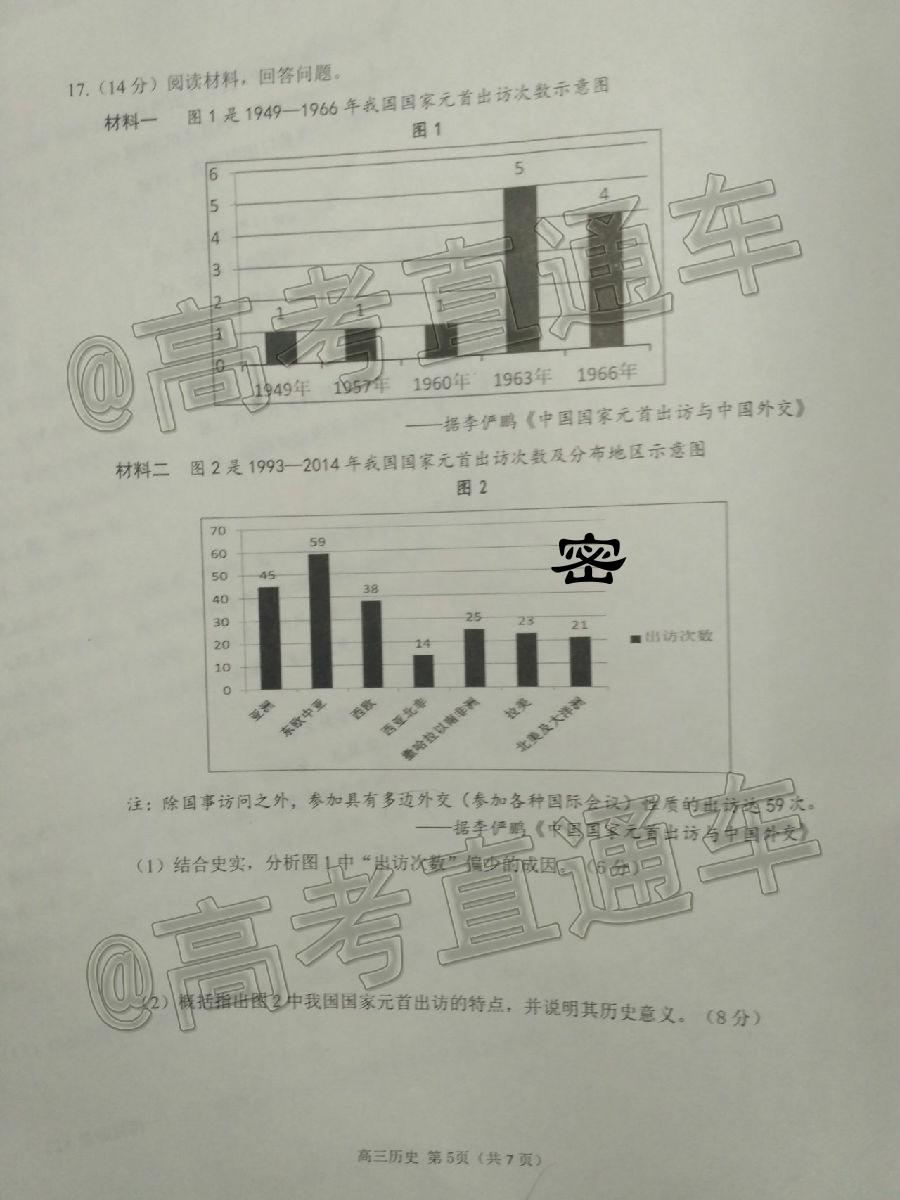 17.（14分）阅读材料，回答问题。
材料一 图1是1949—1966年我国国家元首出访次数示意图
图1
6
5
4
3
2
1
0
1
1
1
5
4
1949年 1957年 1960年 1963年 1966年
——据李俨鹏《中国国家元首出访与中国外交》
材料二 图2是1993—2014年我国国家元首出访次数及分布地区示意图
图2
70
60
50
40
30
20
10
0
45
59
38
14
25
23
21
亚洲
东欧中亚
西欧
西亚北非
撒哈拉以南非洲
拉美
北美及大洋洲
出访次数
密
注：除国事访问之外，参加具有多边外交（参加各种国际会议）性质的出访达59次。
——据李俨鹏《中国国家元首出访与中国外交》
（1）结合史实，分析图1中“出访次数”偏少的成因。（6分）
（2）概括指出图2中我国国家元首出访的特点，并说明其历史意义。（8分）
高三历史 第5页（共7页）
@高考直通车
@高考直通车